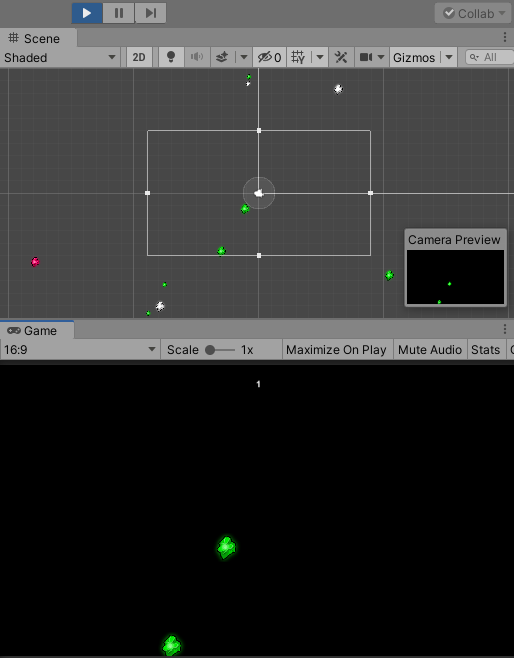 Collab
Scene
Shaded 2D 0 Gizmos All
Camera Preview
Game
16:9 Scale 1x Maximize On Play Mute Audio Stats
1